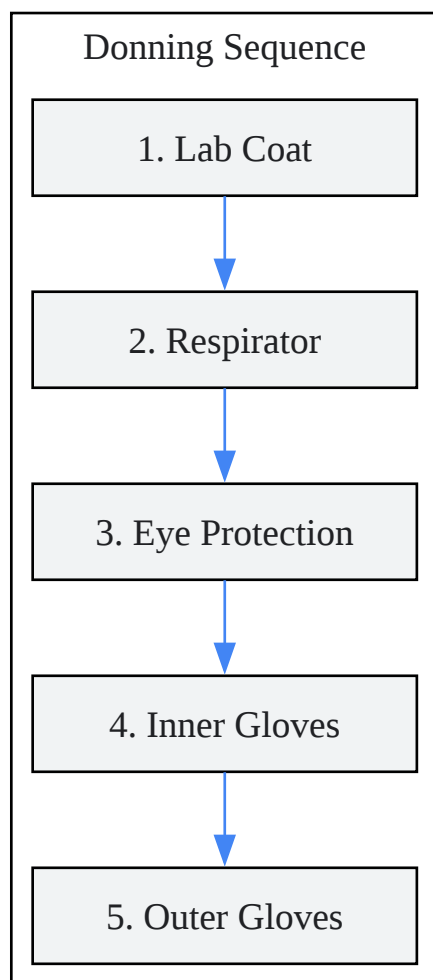 Donning Sequence
1. Lab Coat
2. Respirator
3. Eye Protection
4. Inner Gloves
5. Outer Gloves